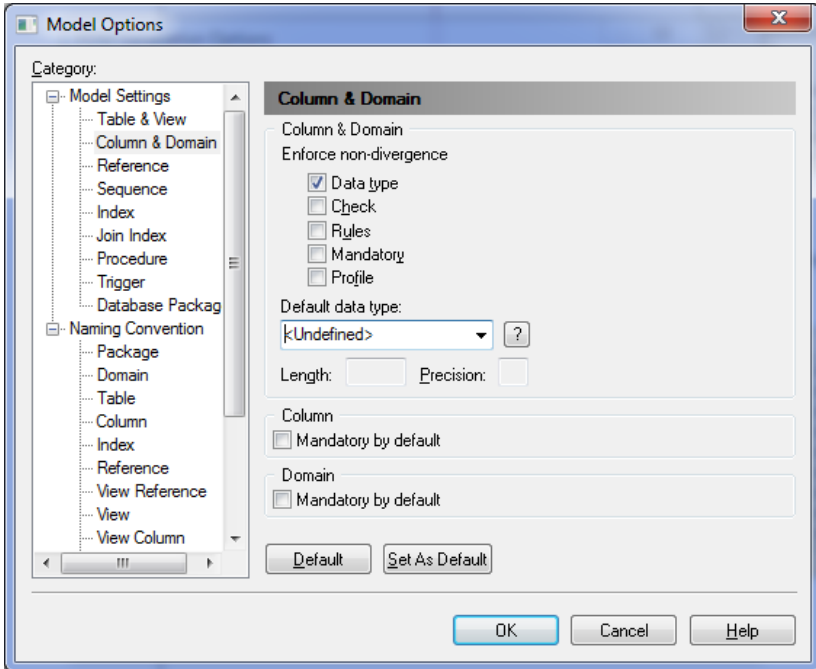 Model Options
Category:
Model Settings
Table & View
Column & Domain
Reference
Sequence
Index
Join Index
Procedure
Trigger
Database Packag
Naming Convention
Package
Domain
Table
Column
Index
Reference
View Reference
View
View Column
Column & Domain
Column & Domain
Enforce non-divergence
Data type
Check
Rules
Mandatory
Profile
Default data type:
<Undefined>
?
Length: Precision:
Column
Mandatory by default
Domain
Mandatory by default
Default Set As Default
OK Cancel Help